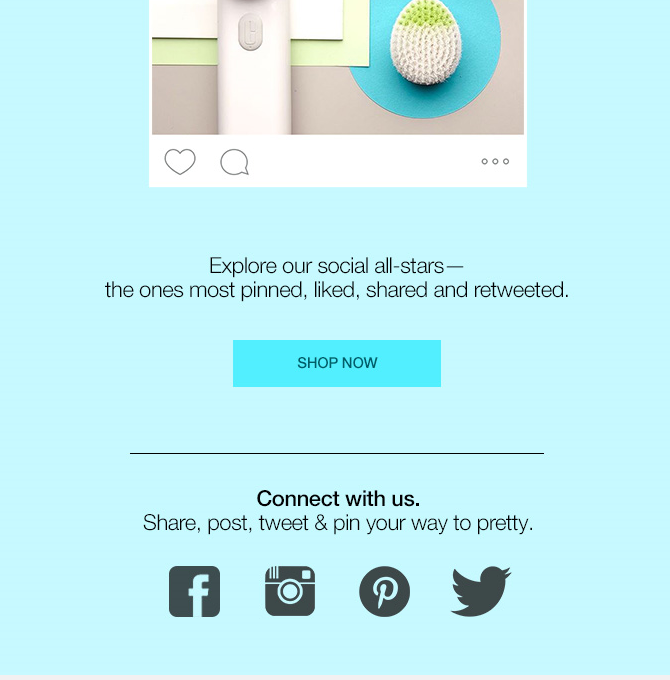 Explore our social all-stars—
the ones most pinned, liked, shared and retweeted.
SHOP NOW
Connect with us.
Share, post, tweet & pin your way to pretty.